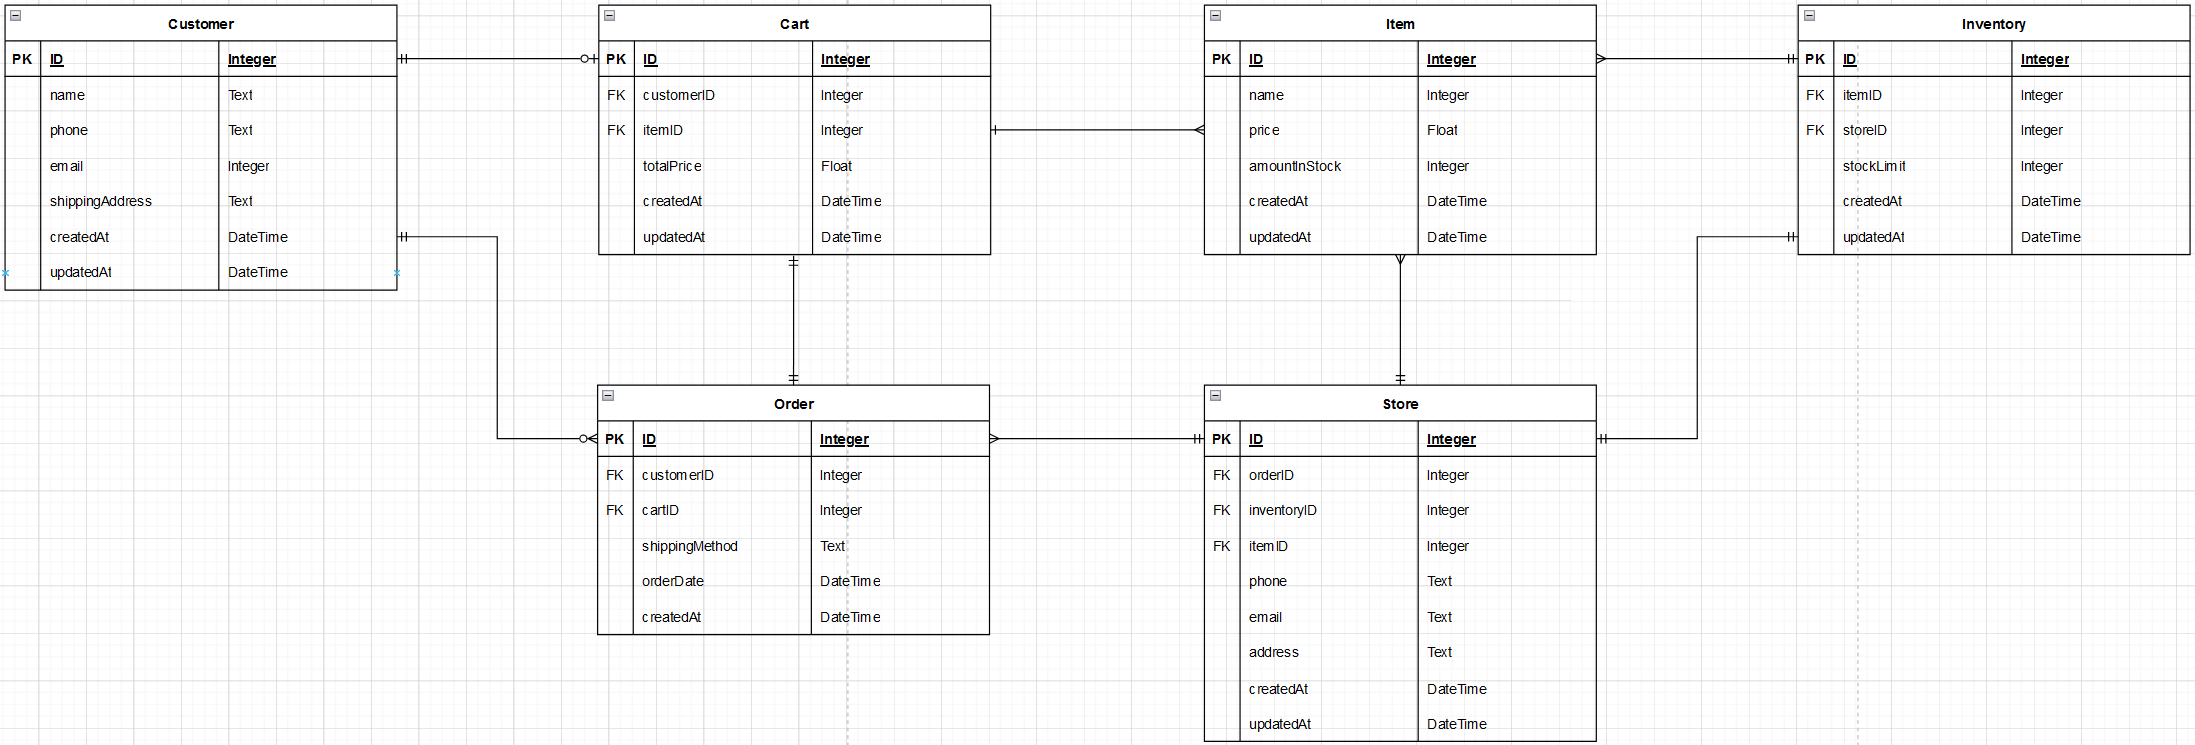 Customer
PK ID Integer
name Text
phone Text
email Integer
shippingAddress Text
createdAt DateTime
updatedAt DateTime
Cart
PK ID Integer
FK customerID Integer
FK itemID Integer
totalPrice Float
createdAt DateTime
updatedAt DateTime
Item
PK ID Integer
name Integer
price Float
amountInStock Integer
createdAt DateTime
updatedAt DateTime
Inventory
PK ID Integer
FK itemID Integer
FK storeID Integer
stockLimit Integer
createdAt DateTime
updatedAt DateTime
Order
PK ID Integer
FK customerID Integer
FK cartID Integer
shippingMethod Text
orderDate DateTime
createdAt DateTime
Store
PK ID Integer
FK orderID Integer
FK inventoryID Integer
FK itemID Integer
phone Text
email Text
address Text
createdAt DateTime
updatedAt DateTime